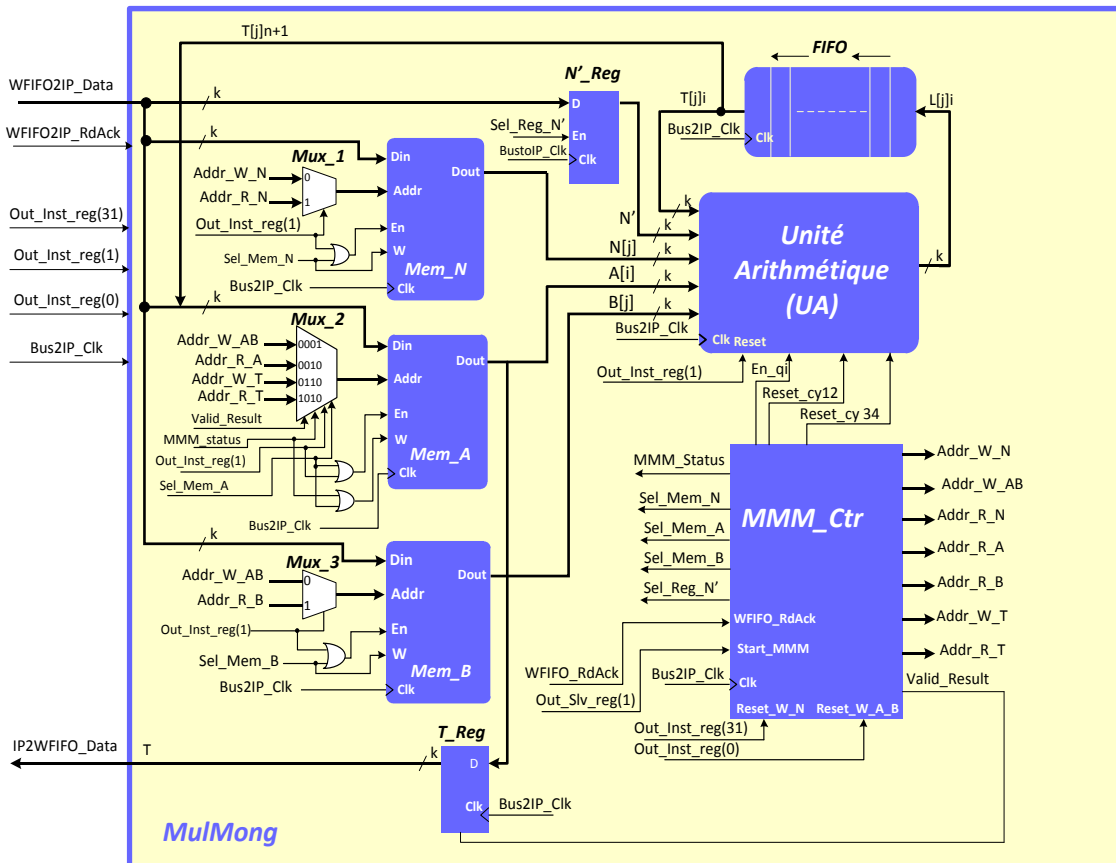 T[j]n+1
FIFO
WFIFO2IP_Data
k
N'_Reg
D
T[j]i
L[j]i
WFIFO2IP_RdAck
k
Sel_Reg_N'
En
Bus2IP_Clk
Clk
Mux_1
Din
BustoIP_Clk
Clk
Addr_W_N
0
Dout
Addr_R_N
1
Addr
k
Out_Inst_reg(31)
Out_Inst_reg(1)
En
N'
k
Unité
Arithmétique
(UA)
N[j]
k
k
Sel_Mem_N
W
Mem_N
Out_Inst_reg(1)
Bus2IP_Clk
Clk
A[i]
k
Out_Inst_reg(0)
k
Mux_2
B[j]
k
Bus2IP_Clk
Clk
Reset
Bus2IP_Clk
Addr_W_AB
0001
Din
Dout
Addr_R_A
0010
Addr
Addr_W_T
0110
Addr_R_T
1010
Out_Inst_reg(1)
En_qi
Valid_Result
En
Reset_cy12
MMM_status
W
Reset_cy 34
Out_Inst_reg(1)
Mem_A
Sel_Mem_A
Clk
MMM_Status
Addr_W_N
Bus2IP_Clk
Sel_Mem_N
Addr_W_AB
MMM_Ctr
k
Sel_Mem_A
Addr_R_N
Mux_3
Din
Sel_Mem_B
Addr_R_A
Addr_W_AB
0
Dout
Sel_Reg_N'
Addr_R_B
Addr_R_B
1
Addr
WFIFO_RdAck
Addr_W_T
Out_Inst_reg(1)
En
Start_MMM
Addr_R_T
Sel_Mem_B
W
Mem_B
WFIFO_RdAck
Bus2IP_Clk
Clk
Valid_Result
Bus2IP_Clk
Clk
Out_Slv_reg(1)
Reset_W_N
Reset_W_A_B
T_Reg
Out_Inst_reg(31)
IP2WFIFO_Data
T
k
D
Out_Inst_reg(0)
Clk
Bus2IP_Clk
MulMong